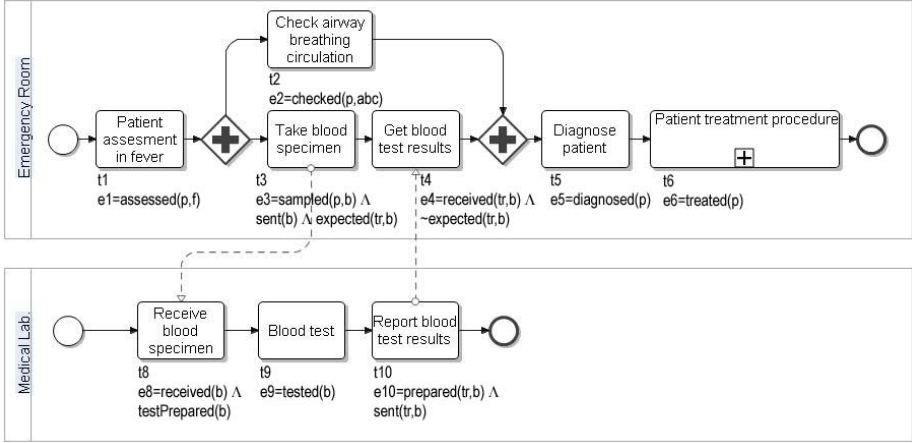 Emergency Room
Check airway
breathing
circulation
t2
e2=checked(p,abc)
Patient
assesment
in fever
t1
e1=assessed(p,f)
Take blood
specimen
t3
e3=sampled(p,b) Λ
sent(b) Λ expected(tr,b)
Get blood
test results
t4
e4=received(tr,b) Λ
~expected(tr,b)
Diagnose
patient
t5
e5=diagnosed(p)
Patient treatment procedure
t6
e6=treated(p)
Medical Lab.
Receive
blood
specimen
t8
e8=received(b) Λ
testPrepared(b)
Blood test
t9
e9=tested(b)
Report blood
test results
t10
e10=prepared(tr,b) Λ
sent(tr,b)